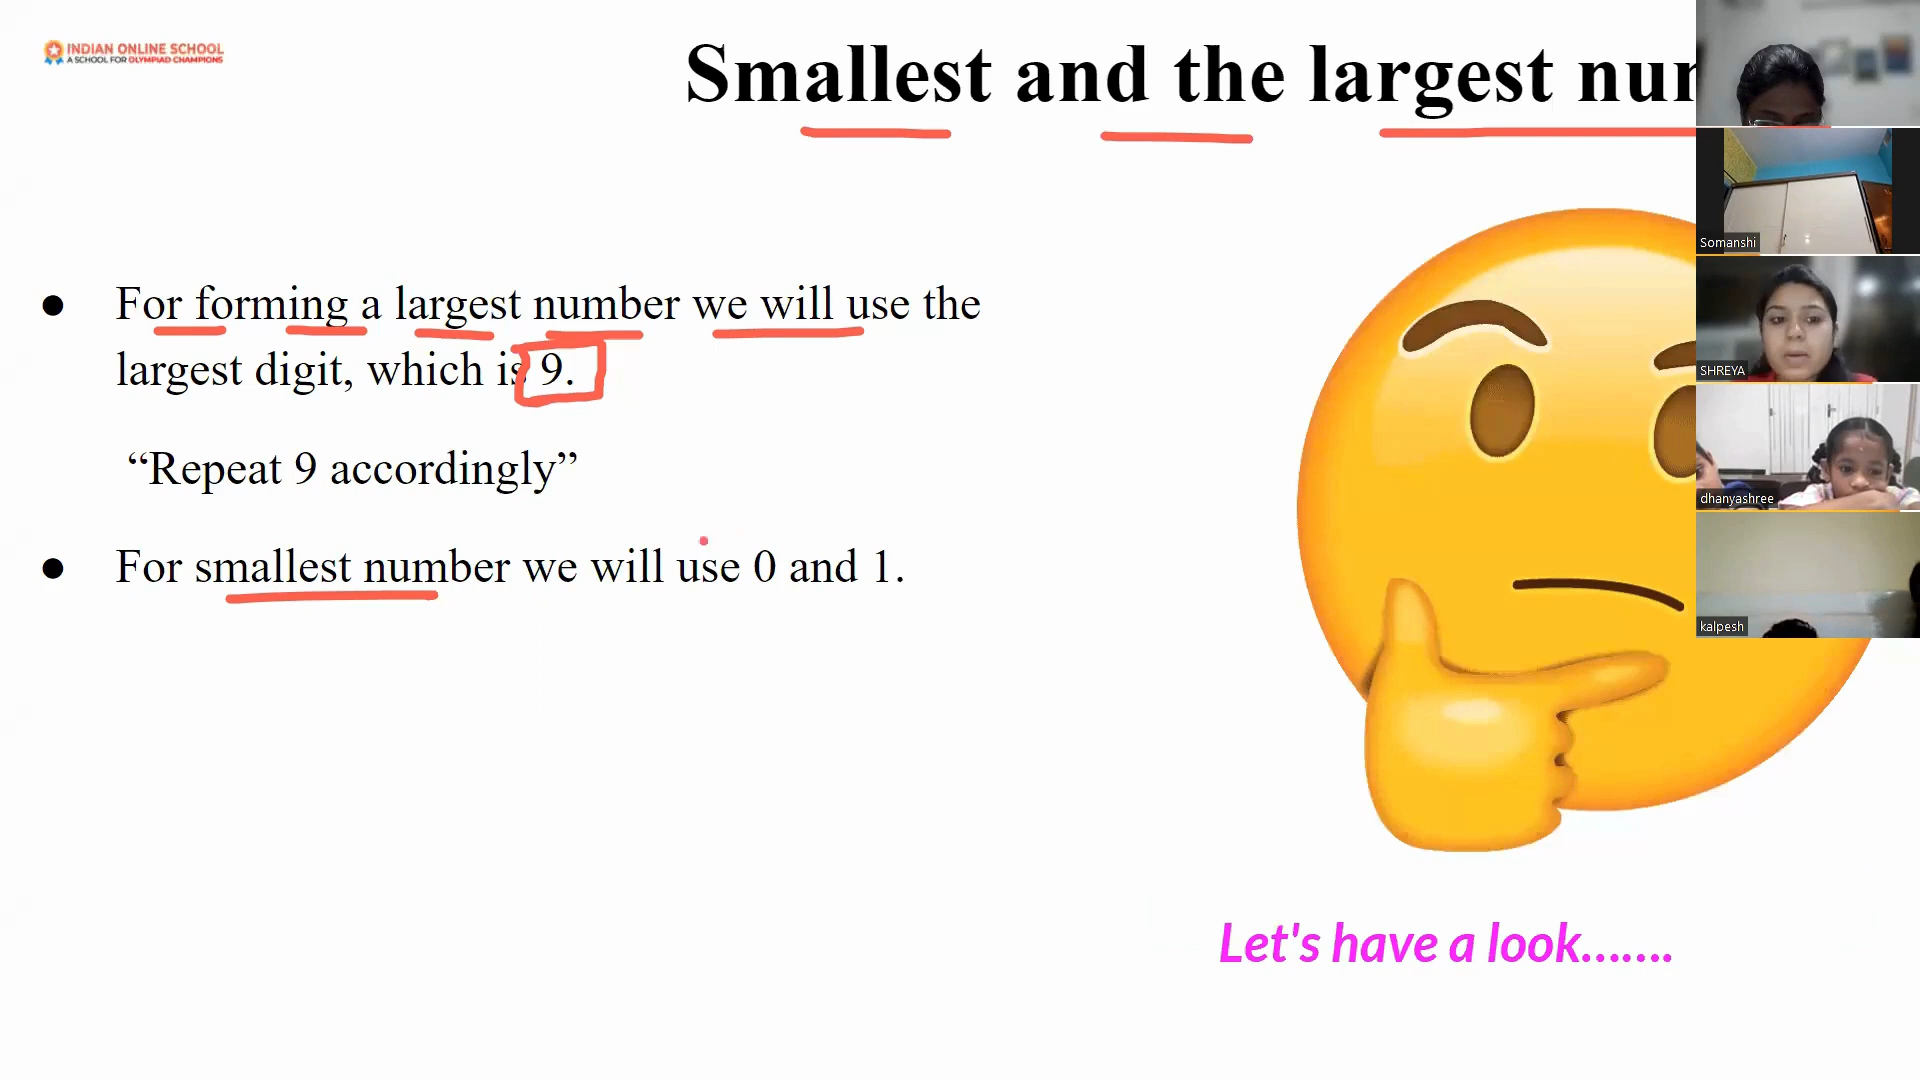 INDIAN ONLINE SCHOOL
A SCHOOL FOR OLYMPIAD CHAMPIONS
Smallest and the largest num
● For forming a largest number we will use the
largest digit, which is 9.
“Repeat 9 accordingly”
● For smallest number we will use 0 and 1.
Let's have a look.......
Somanshi
SHREYA
dhanyashree
kalpesh